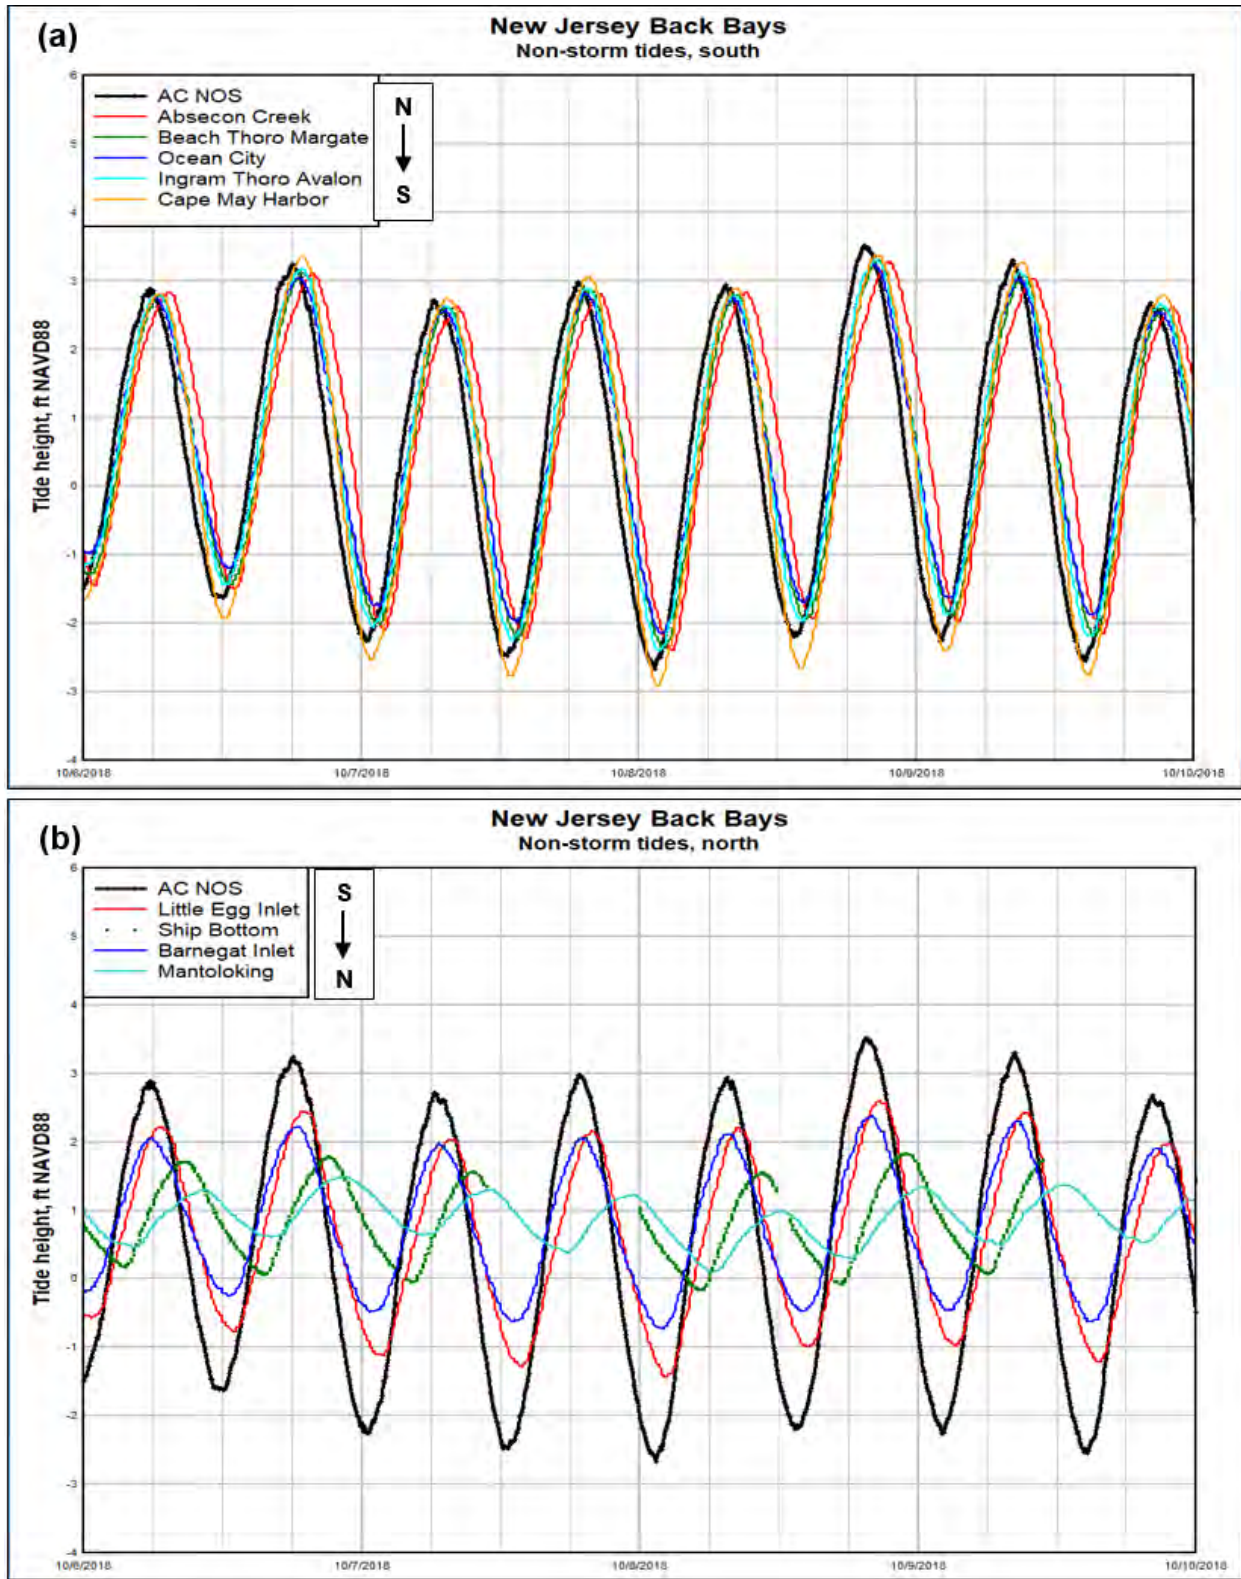 (a)
New Jersey Back Bays
Non-storm tides, south
AC NOS
Absecon Creek
Beach Thoro Margate
Ocean City
Ingram Thoro Avalon
Cape May Harbor
N
S
Tide height, ft NAVD88
6
5
4
3
2
1
0
-1
-2
-3
-4
10/6/2018 10/7/2018 10/8/2018 10/9/2018 10/10/2018
(b)
New Jersey Back Bays
Non-storm tides, north
AC NOS
Little Egg Inlet
Ship Bottom
Barnegat Inlet
Mantoloking
S
N
Tide height, ft NAVD88
6
5
4
3
2
1
0
-1
-2
-3
-4
10/6/2018 10/7/2018 10/8/2018 10/9/2018 10/10/2018